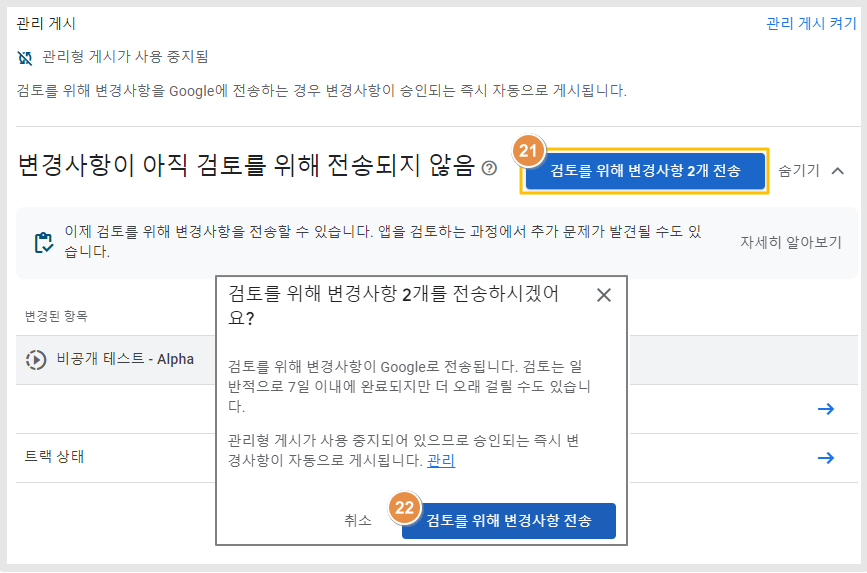 관리 게시
관리 게시 켜기
관리형 게시가 사용 중지됨
검토를 위해 변경사항을 Google에 전송하는 경우 변경사항이 승인되는 즉시 자동으로 게시됩니다.
변경사항이 아직 검토를 위해 전송되지 않음
21
검토를 위해 변경사항 2개 전송
숨기기
이제 검토를 위해 변경사항을 전송할 수 있습니다. 앱을 검토하는 과정에서 추가 문제가 발견될 수도 있
습니다.
자세히 알아보기
변경된 항목
비공개 테스트 - Alpha
트랙 상태
검토를 위해 변경사항 2개를 전송하시겠어
요?
검토를 위해 변경사항이 Google로 전송됩니다. 검토는 일
반적으로 7일 이내에 완료되지만 더 오래 걸릴 수도 있습니
다.
관리형 게시가 사용 중지되어 있으므로 승인되는 즉시 변
경사항이 자동으로 게시됩니다. 관리
취소
22
검토를 위해 변경사항 전송